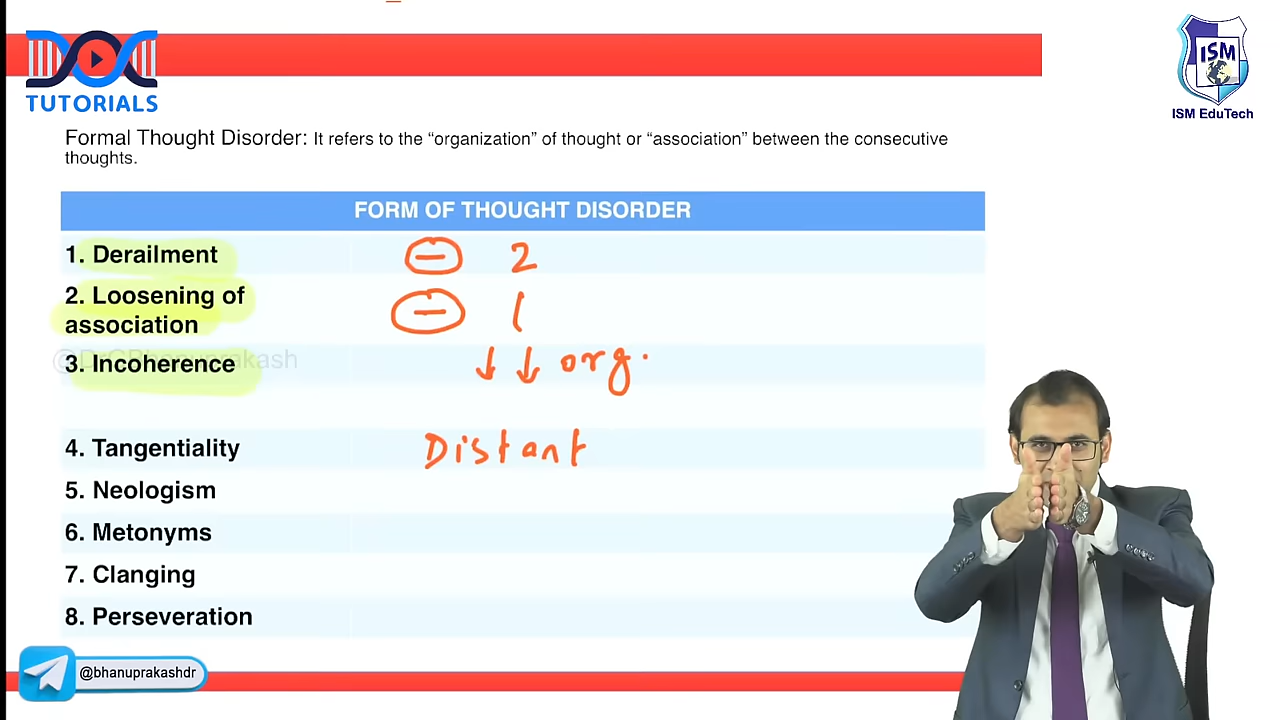 TUTORIALS
ISM
ISM EduTech
Formal Thought Disorder: It refers to the “organization” of thought or “association” between the consecutive
thoughts.
FORM OF THOUGHT DISORDER
1. Derailment
2
2. Loosening of
association
1
@DrGBhanuprakash
3. Incoherence
↓ ↓ org.
4. Tangentiality
Distant
5. Neologism
6. Metonyms
7. Clanging
8. Perseveration
@bhanuprakashdr